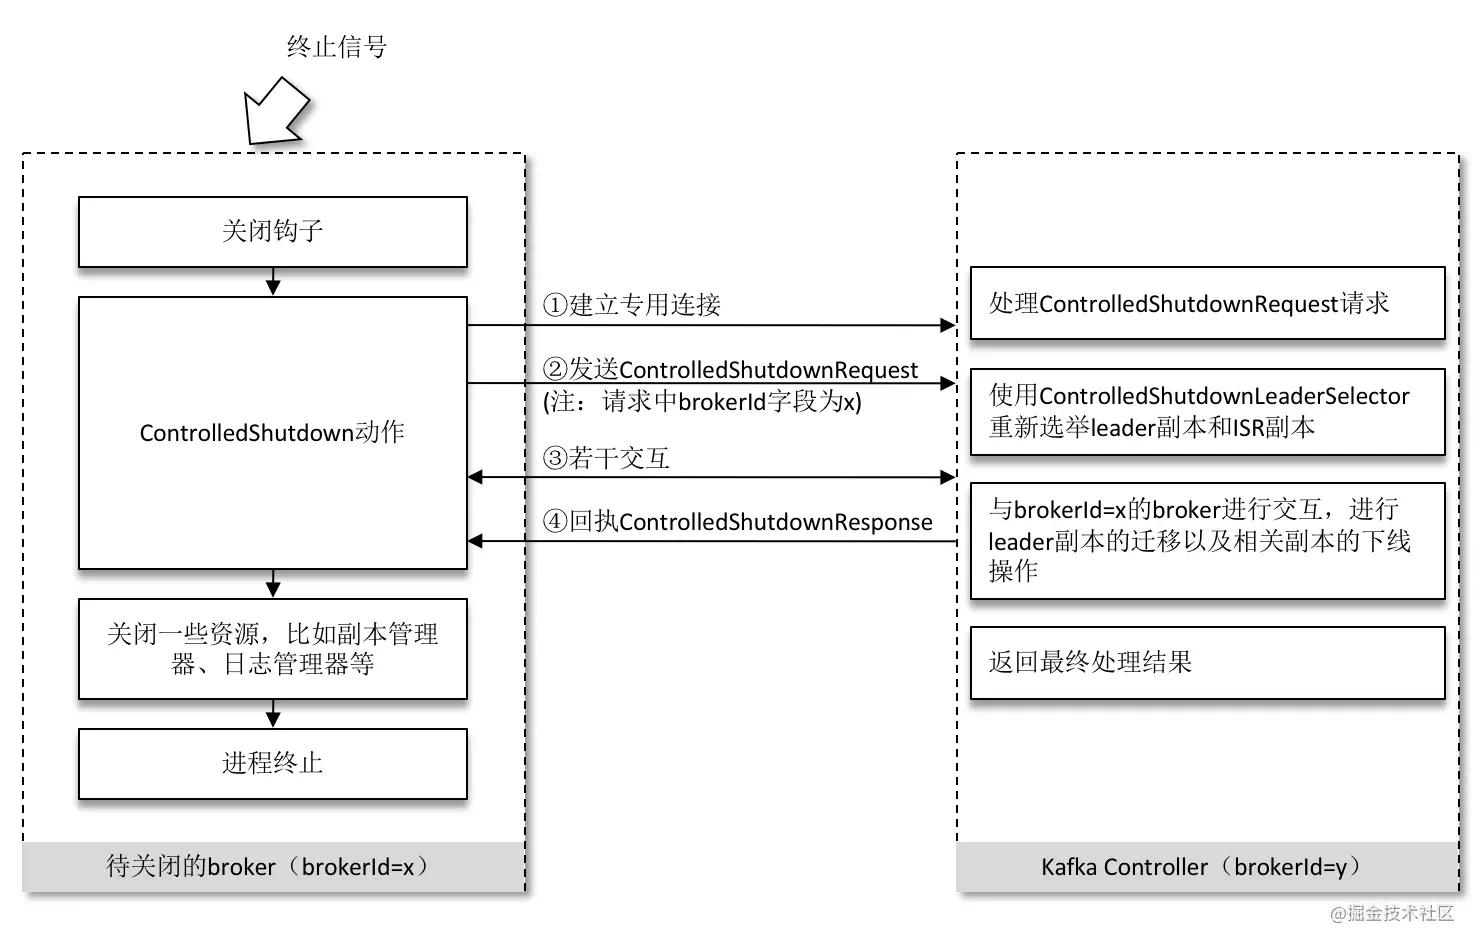 终止信号
关闭钩子
ControlledShutdown动作
关闭一些资源，比如副本管理
器、日志管理器等
进程终止
待关闭的broker（brokerId=x）
①建立专用连接
②发送ControlledShutdownRequest
(注：请求中brokerId字段为x)
③若干交互
④回执ControlledShutdownResponse
处理ControlledShutdownRequest请求
使用ControlledShutdownLeaderSelector
重新选举leader副本和ISR副本
与brokerId=x的broker进行交互，进行
leader副本的迁移以及相关副本的下线
操作
返回最终处理结果
Kafka Controller（brokerId=y）
@掘金技术社区